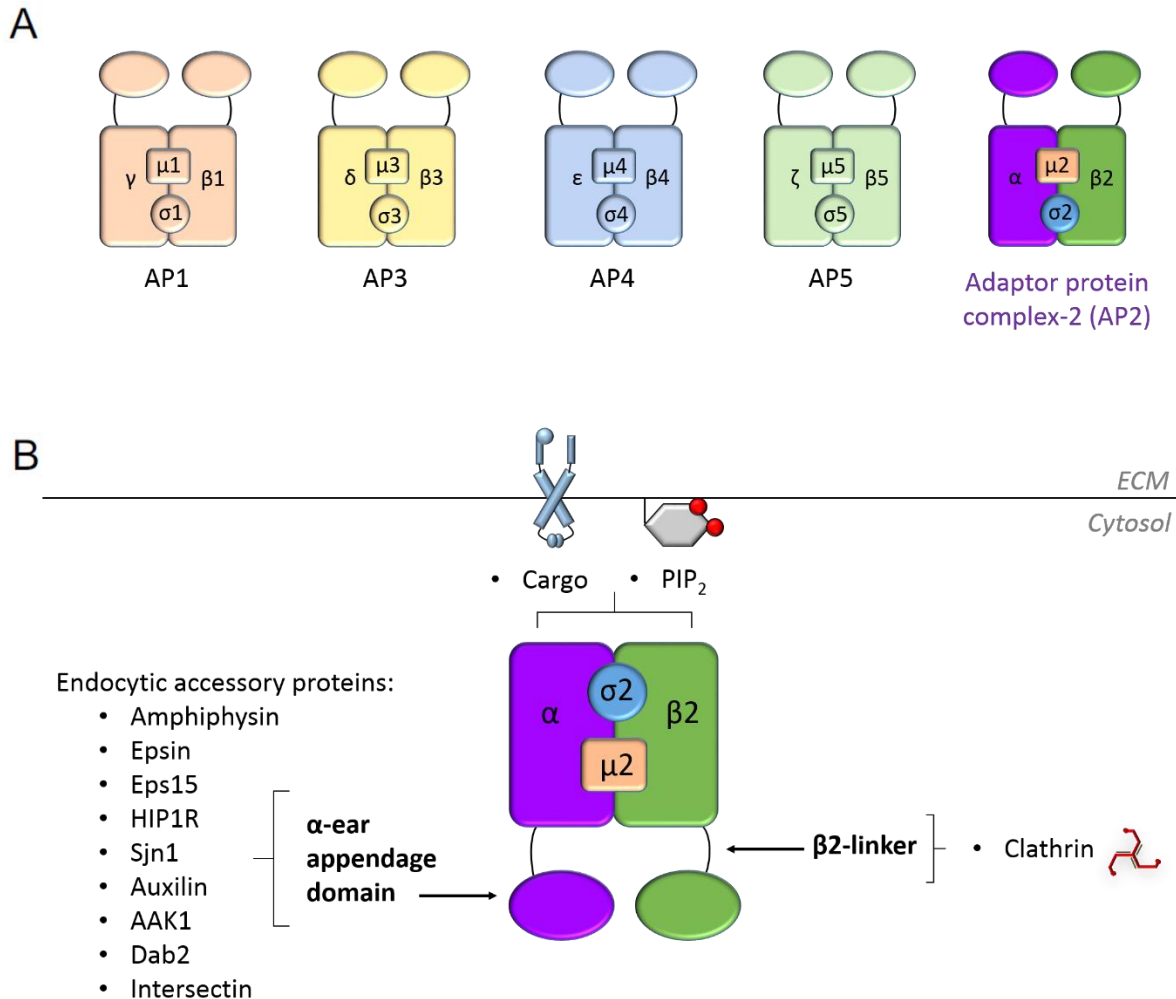 A
γ μ1 β1
σ1
δ μ3 β3
σ3
ε μ4 β4
σ4
ζ μ5 β5
σ5
α μ2 β2
σ2
AP1
AP3
AP4
AP5
Adaptor protein
complex-2 (AP2)
B
ECM
Cytosol
• Cargo • PIP2
Endocytic accessory proteins:
• Amphiphysin
• Epsin
• Eps15
• HIP1R
• Sjn1
• Auxilin
• AAK1
• Dab2
• Intersectin
α-ear
appendage
domain
σ2
α β2
μ2
β2-linker
• Clathrin